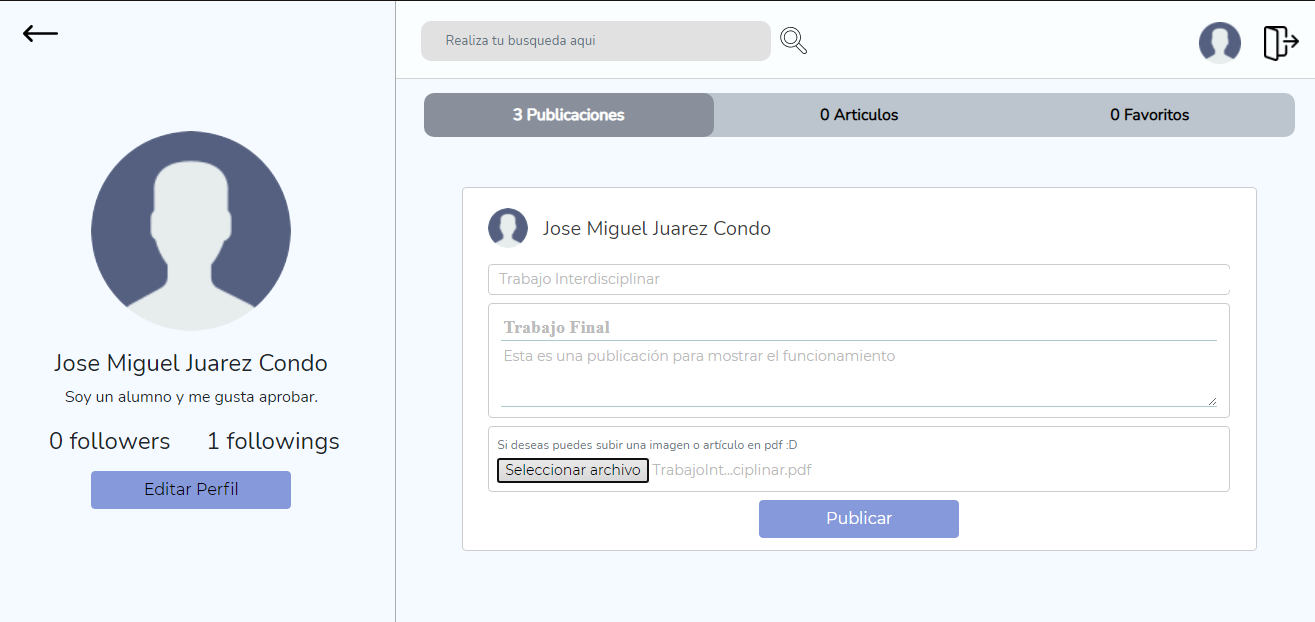 Realiza tu busqueda aqui
3 Publicaciones
0 Articulos
0 Favoritos
Jose Miguel Juarez Condo
Soy un alumno y me gusta aprobar.
0 followers 1 followings
Editar Perfil
Jose Miguel Juarez Condo
Trabajo Interdisciplinar
Trabajo Final
Esta es una publicación para mostrar el funcionamiento
Si deseas puedes subir una imagen o artículo en pdf :D
Seleccionar archivo TrabajoInt...ciplinar.pdf
Publicar